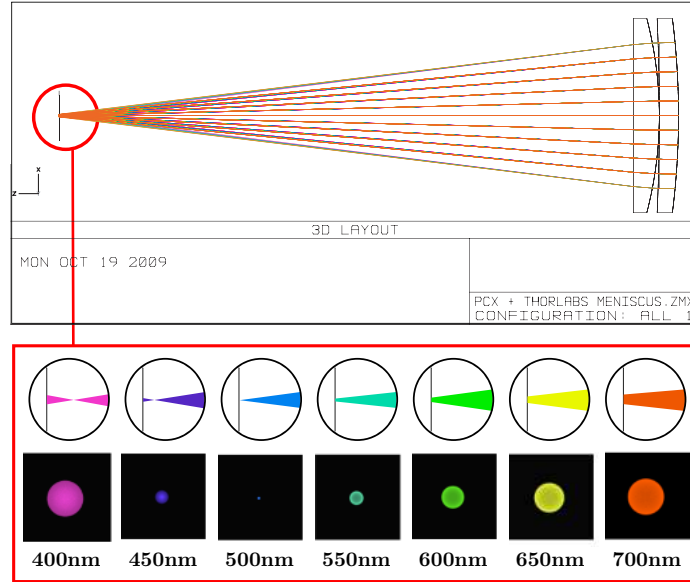 x
z
3D LAYOUT
MON OCT 19 2009
PCX + THORLABS MENISCUS.ZMX
CONFIGURATION: ALL 1
400nm 450nm 500nm 550nm 600nm 650nm 700nm